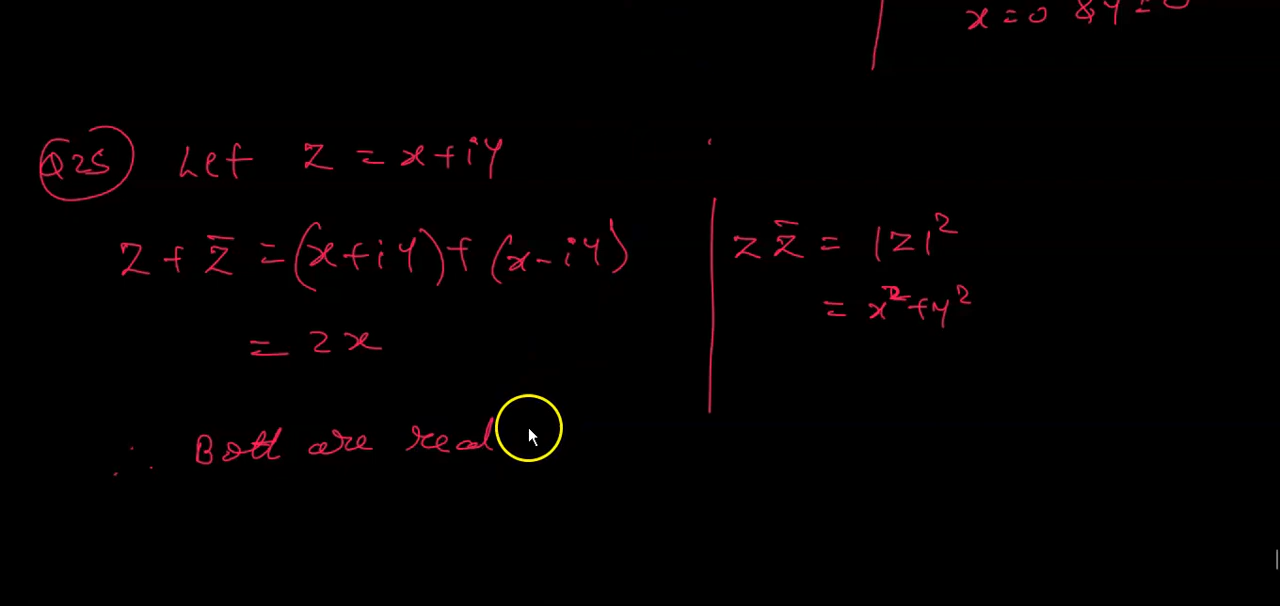 x = 0 & y = 0
Q25 Let z = x + iy
z + z̅ = (x + iy) + (x - iy)
= 2x
z z̅ = |z|²
= x² + y²
∴ Both are real